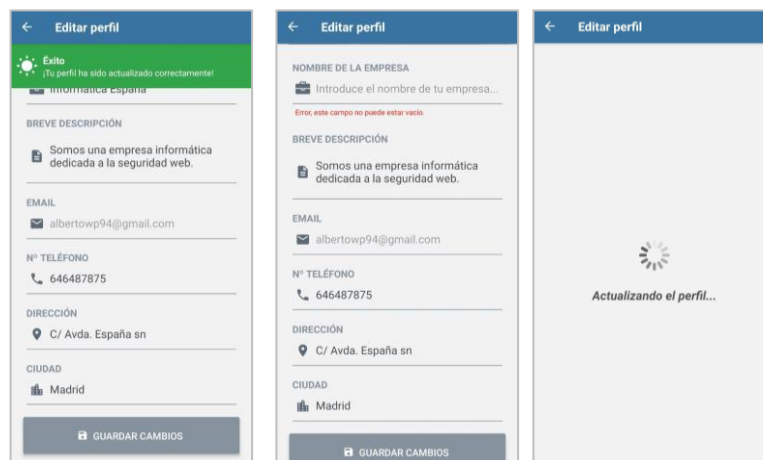 Editar perfil
Éxito
¡Tu perfil ha sido actualizado correctamente!
Informática España
BREVE DESCRIPCIÓN
Somos una empresa informática
dedicada a la seguridad web.
EMAIL
albertowp94@gmail.com
Nº TELÉFONO
646487875
DIRECCIÓN
C/ Avda. España sn
CIUDAD
Madrid
GUARDAR CAMBIOS
Editar perfil
NOMBRE DE LA EMPRESA
Introduce el nombre de tu empresa...
Error, este campo no puede estar vacío.
BREVE DESCRIPCIÓN
Somos una empresa informática
dedicada a la seguridad web.
EMAIL
albertowp94@gmail.com
Nº TELÉFONO
646487875
DIRECCIÓN
C/ Avda. España sn
CIUDAD
Madrid
GUARDAR CAMBIOS
Editar perfil
Actualizando el perfil...